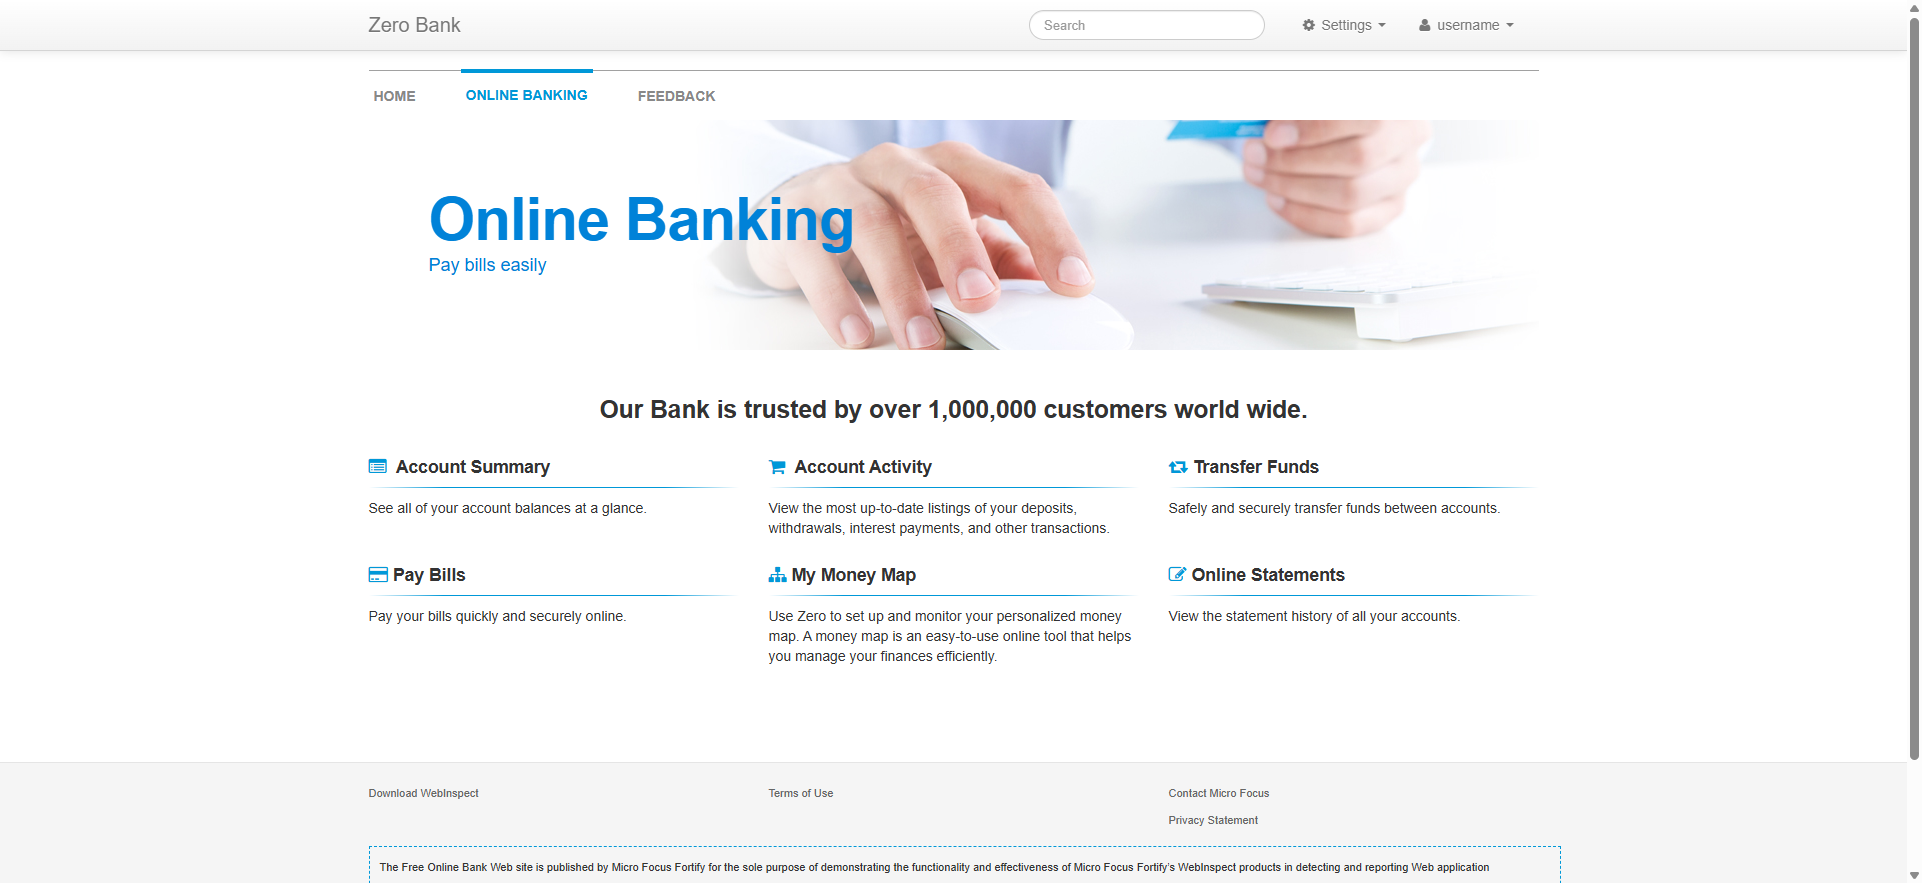 Zero Bank
Search
Settings
username
HOME
ONLINE BANKING
FEEDBACK
Online Banking
Pay bills easily
Our Bank is trusted by over 1,000,000 customers world wide.
Account Summary
See all of your account balances at a glance.
Account Activity
View the most up-to-date listings of your deposits,
withdrawals, interest payments, and other transactions.
Transfer Funds
Safely and securely transfer funds between accounts.
Pay Bills
Pay your bills quickly and securely online.
My Money Map
Use Zero to set up and monitor your personalized money
map. A money map is an easy-to-use online tool that helps
you manage your finances efficiently.
Online Statements
View the statement history of all your accounts.
Download WebInspect
Terms of Use
Contact Micro Focus
Privacy Statement
The Free Online Bank Web site is published by Micro Focus Fortify for the sole purpose of demonstrating the functionality and effectiveness of Micro Focus Fortify's WebInspect products in detecting and reporting Web application